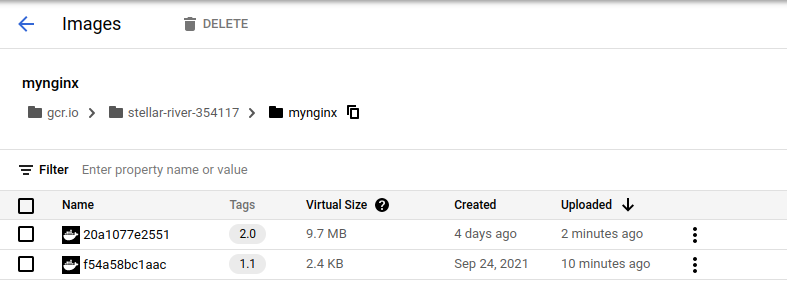 Images DELETE
mynginx
gcr.io stellar-river-354117 mynginx
Filter Enter property name or value
Name Tags Virtual Size ? Created Uploaded
20a1077e2551 2.0 9.7 MB 4 days ago 2 minutes ago
f54a58bc1aac 1.1 2.4 KB Sep 24, 2021 10 minutes ago